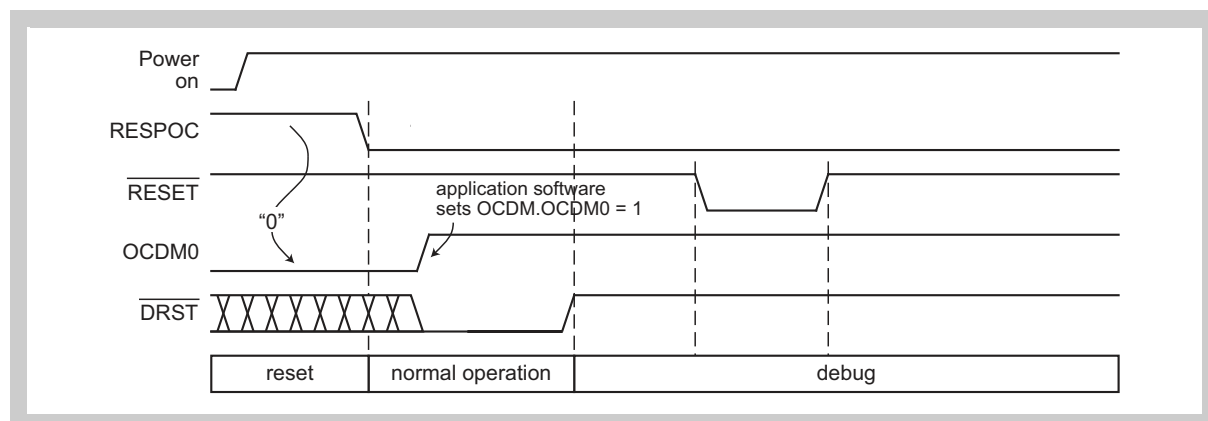 Power
on
RESPOC
RESET
application software
sets OCDM.OCDM0 = 1
“0”
OCDM0
DRST
reset
normal operation
debug